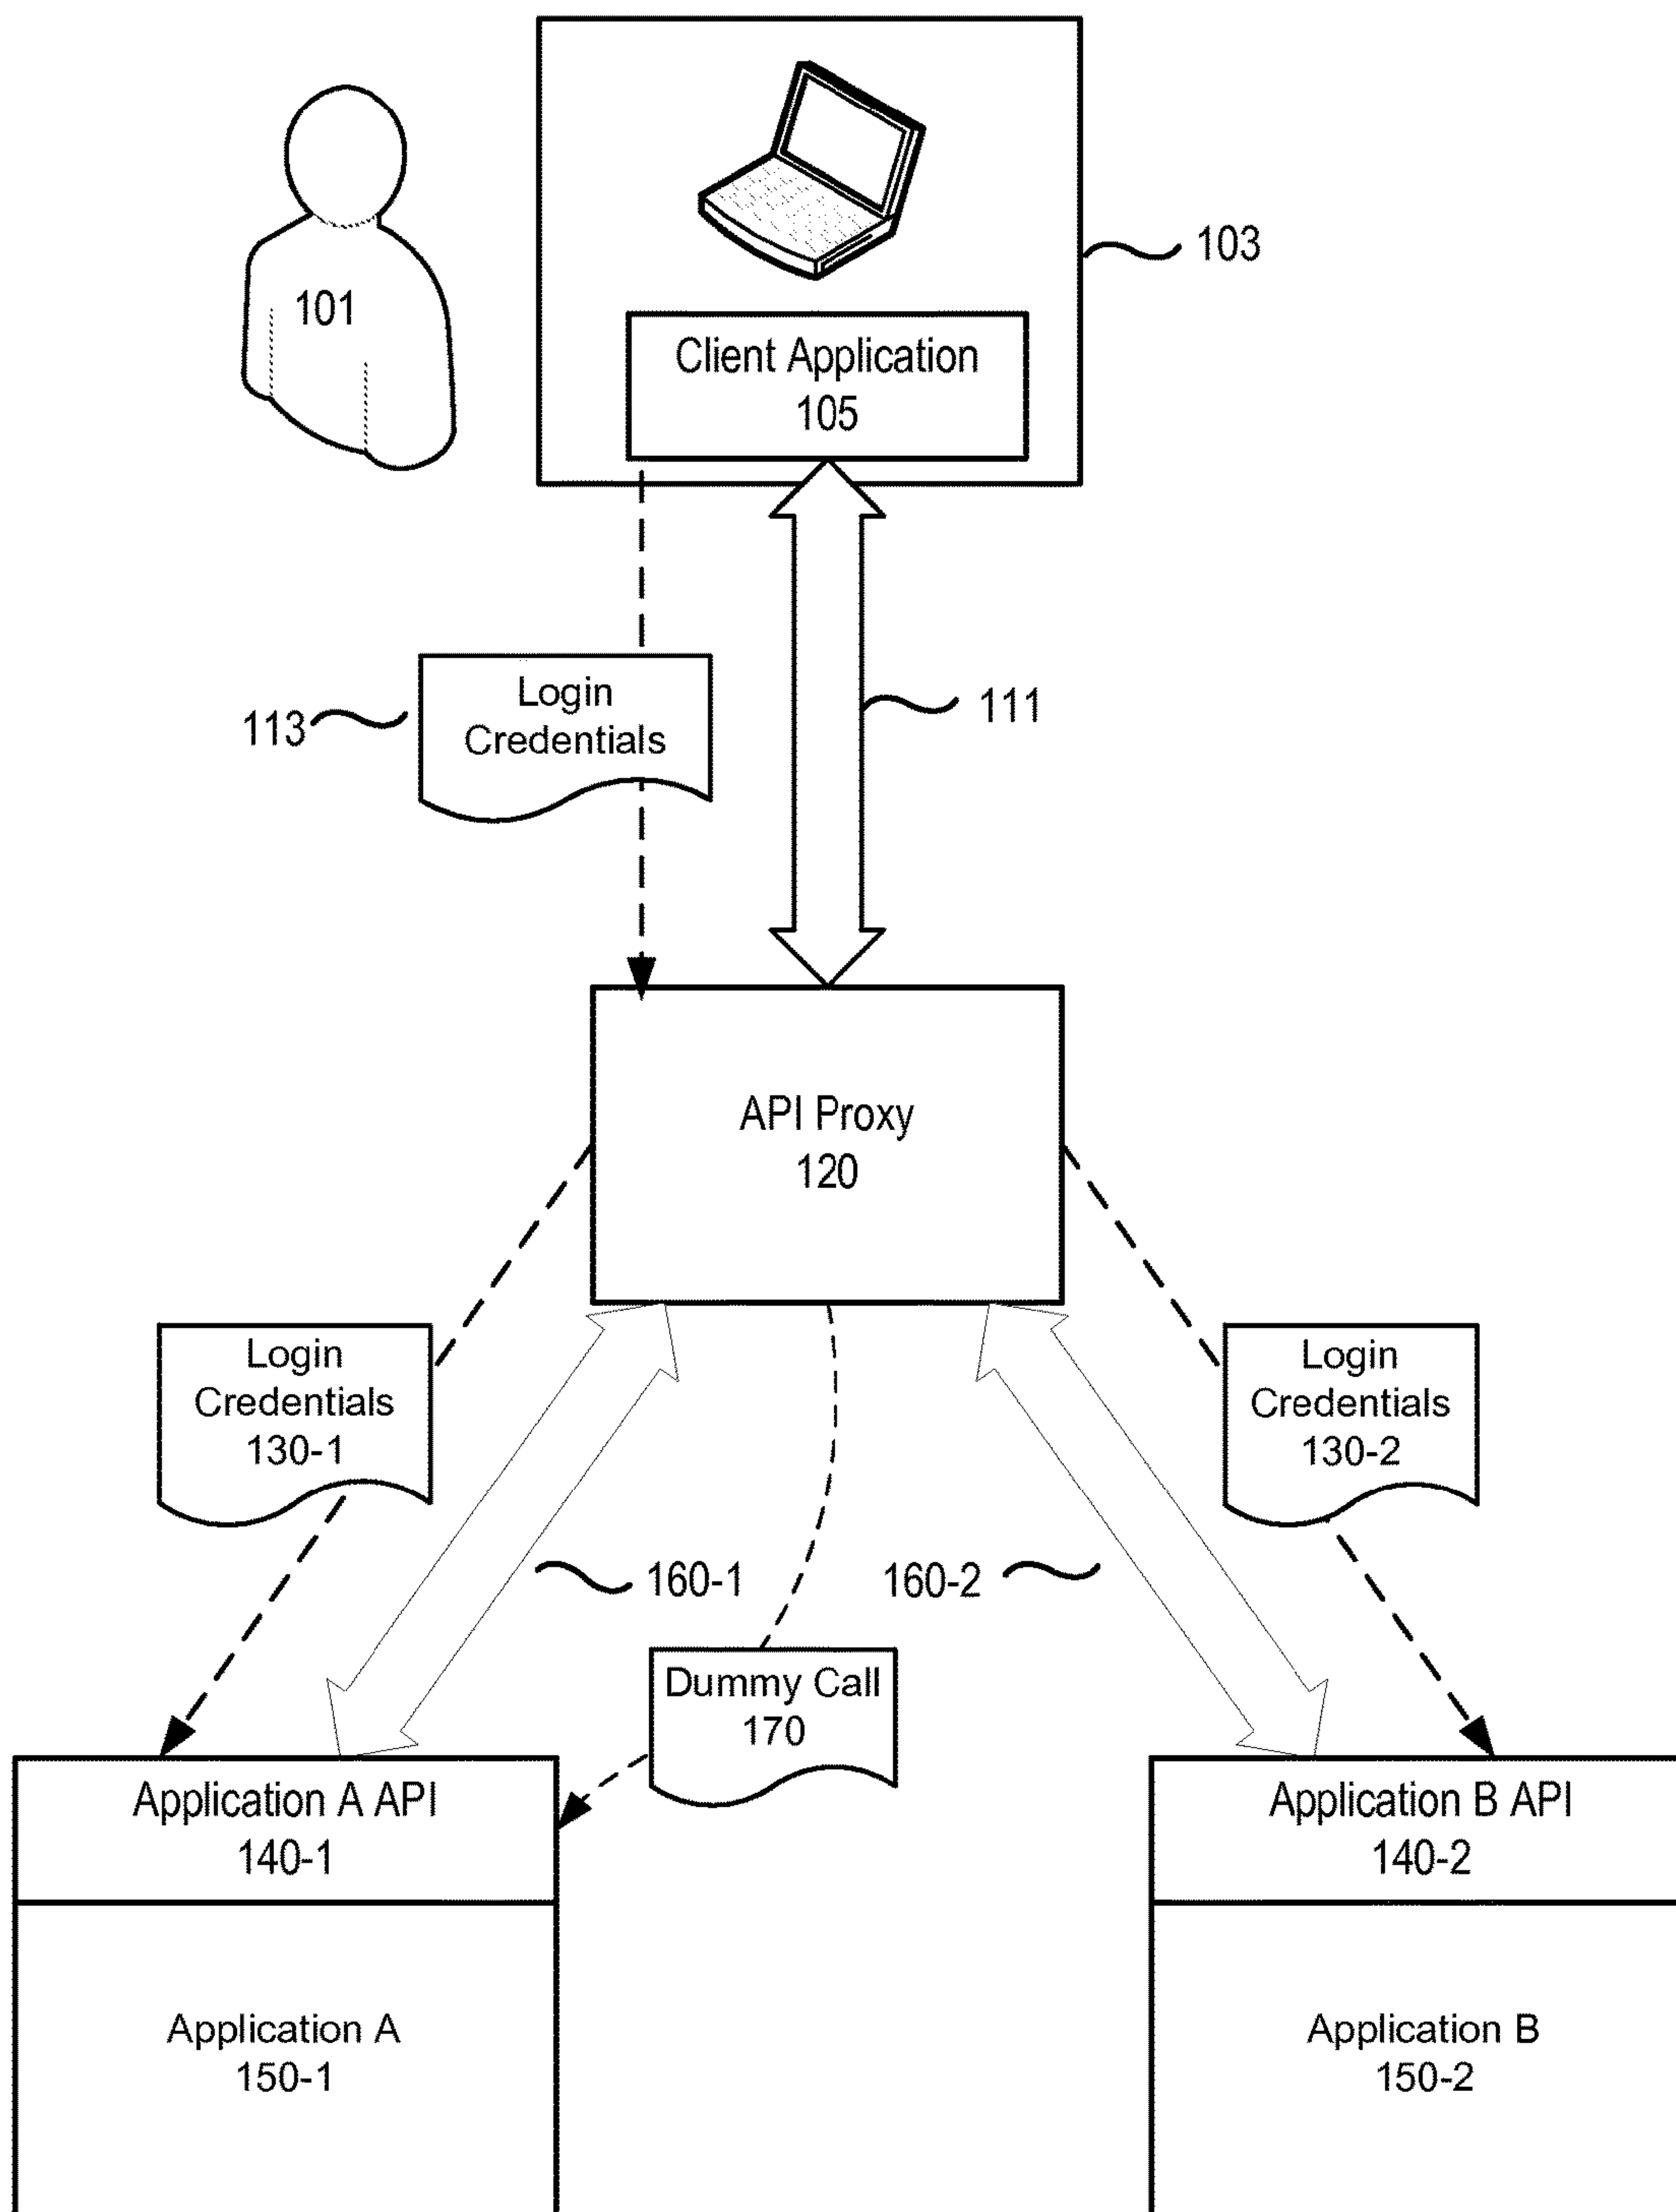 103
101
Client Application
105
Login
Credentials
113
111
API Proxy
120
Login
Credentials
130-1
Login
Credentials
130-2
160-1
160-2
Dummy Call
170
Application A API
140-1
Application B API
140-2
Application A
150-1
Application B
150-2